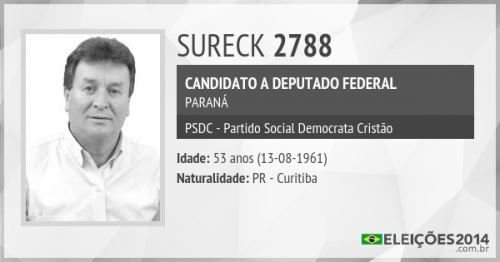 SURECK 2788
CANDIDATO A DEPUTADO FEDERAL
PARANÁ
PSDC - Partido Social Democrata Cristão
Idade: 53 anos (13-08-1961)
Naturalidade: PR - Curitiba
ELEIÇÕES2014
.com.br